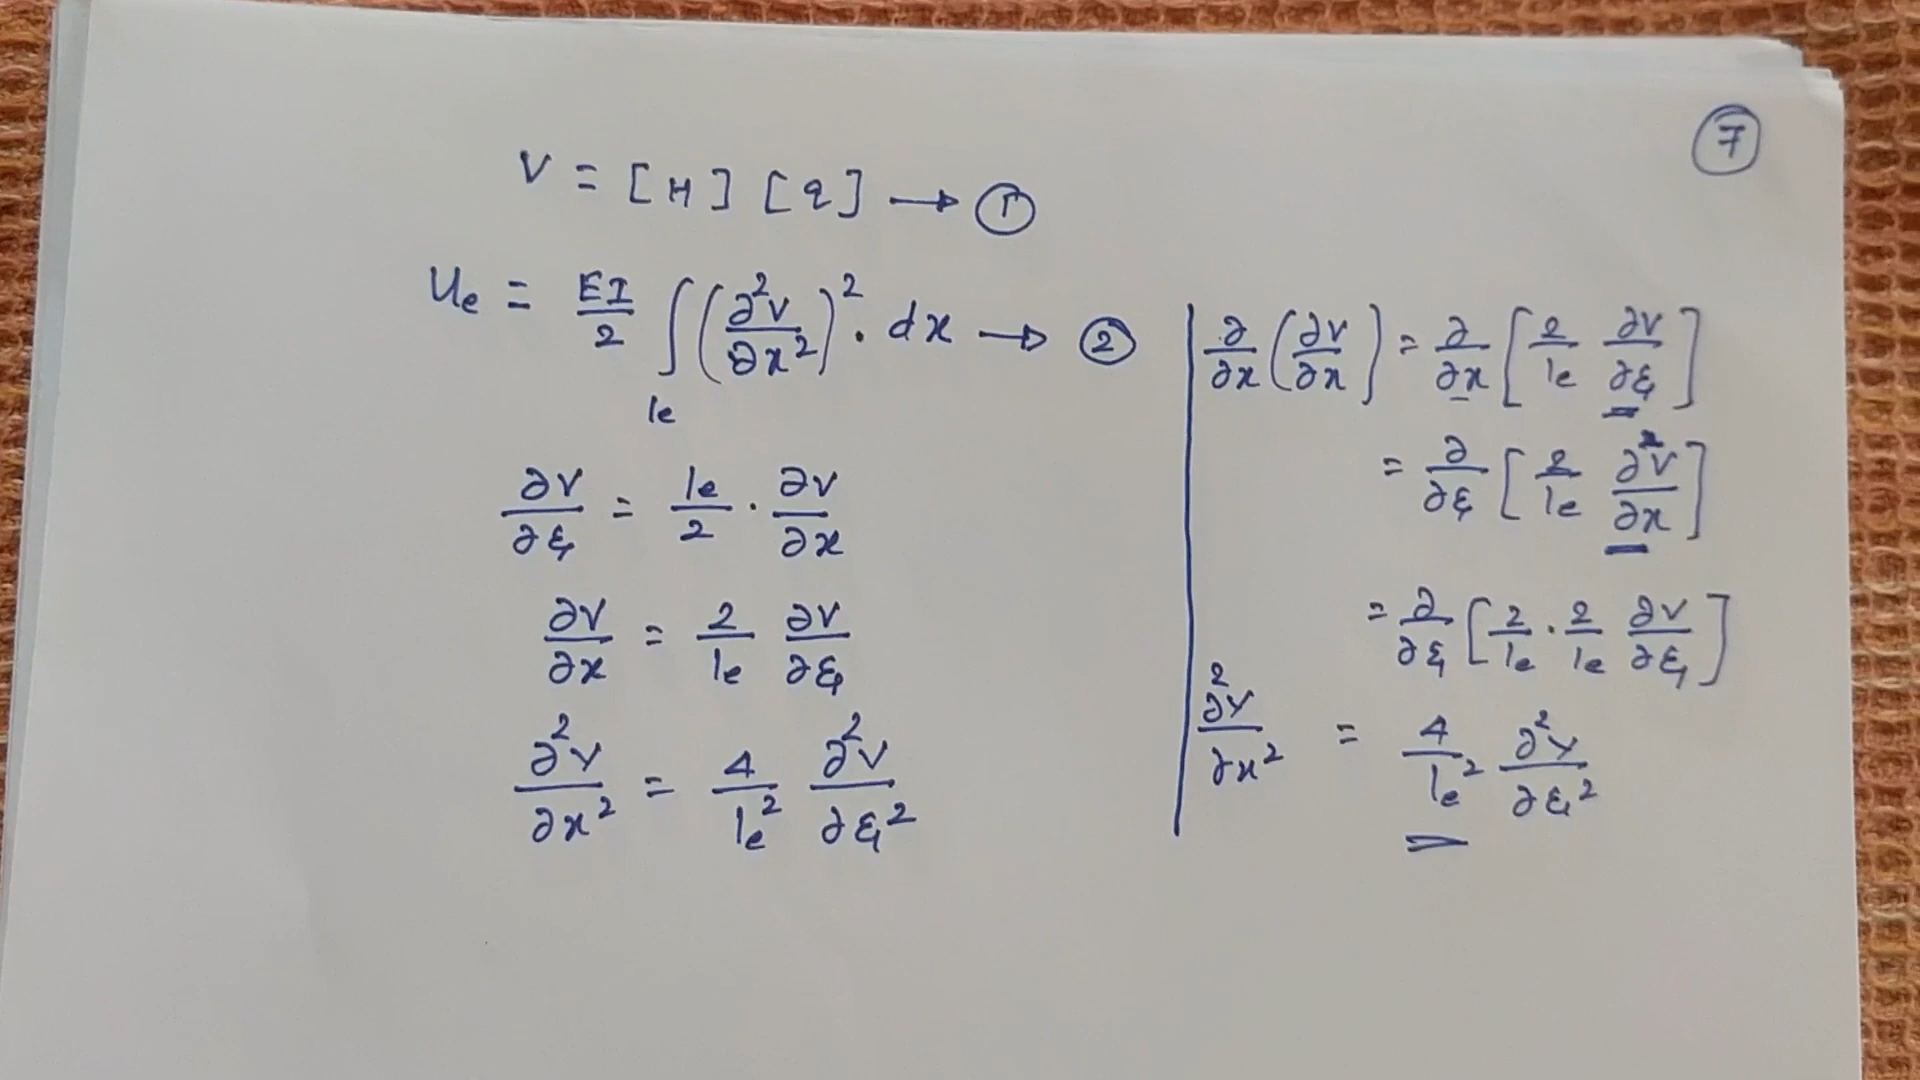 7
V = [H] [q] → 1
Ue = EI/2 ∫le (∂²V/∂x²)² . dx → 2
∂V/∂ξ = le/2 . ∂V/∂x
∂V/∂x = 2/le ∂V/∂ξ
∂²V/∂x² = 4/le² ∂²V/∂ξ²
∂/∂x (∂V/∂x) = ∂/∂x [2/le ∂V/∂ξ]
= ∂/∂ξ [2/le ∂V/∂x]
= ∂/∂ξ [2/le . 2/le ∂V/∂ξ]
∂²V/∂x² = 4/le² ∂²V/∂ξ²